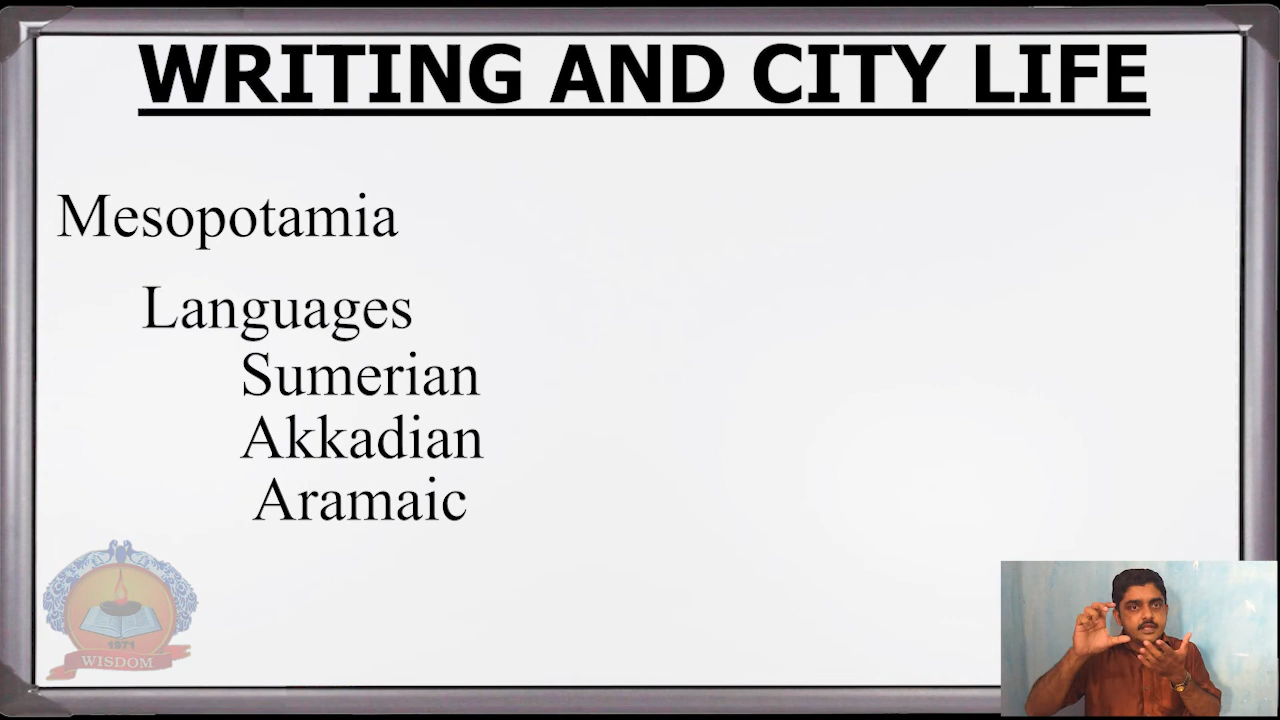 WRITING AND CITY LIFE
Mesopotamia
Languages
Sumerian
Akkadian
Aramaic
1971
WISDOM